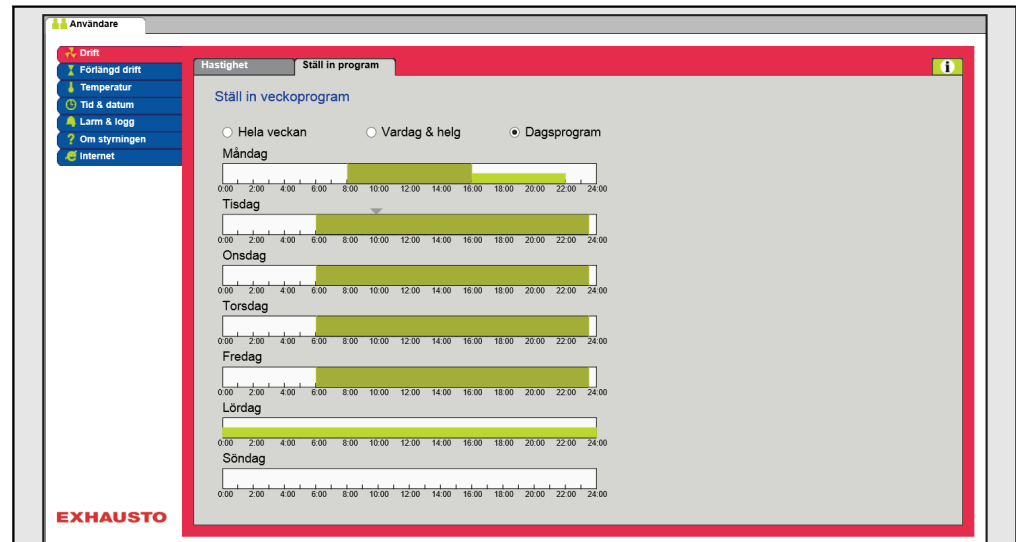 Användare
Drift
Förlängd drift
Temperatur
Tid & datum
Larm & logg
? Om styrningen
Internet
Hastighet Ställ in program
i
Ställ in veckoprogram
Hela veckan Vardag & helg Dagsprogram
Måndag
0:00 2:00 4:00 6:00 8:00 10:00 12:00 14:00 16:00 18:00 20:00 22:00 24:00
Tisdag
0:00 2:00 4:00 6:00 8:00 10:00 12:00 14:00 16:00 18:00 20:00 22:00 24:00
Onsdag
0:00 2:00 4:00 6:00 8:00 10:00 12:00 14:00 16:00 18:00 20:00 22:00 24:00
Torsdag
0:00 2:00 4:00 6:00 8:00 10:00 12:00 14:00 16:00 18:00 20:00 22:00 24:00
Fredag
0:00 2:00 4:00 6:00 8:00 10:00 12:00 14:00 16:00 18:00 20:00 22:00 24:00
Lördag
0:00 2:00 4:00 6:00 8:00 10:00 12:00 14:00 16:00 18:00 20:00 22:00 24:00
Söndag
0:00 2:00 4:00 6:00 8:00 10:00 12:00 14:00 16:00 18:00 20:00 22:00 24:00
EXHAUSTO